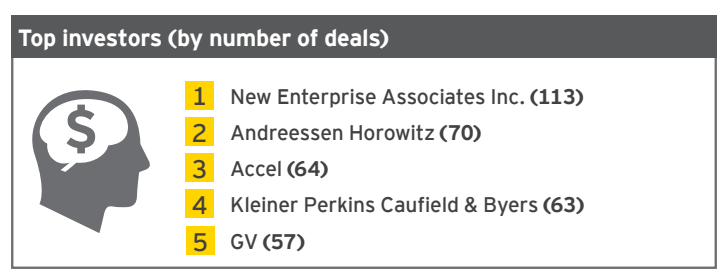 Top investors (by number of deals)
$
1 New Enterprise Associates Inc. (113)
2 Andreessen Horowitz (70)
3 Accel (64)
4 Kleiner Perkins Caufield & Byers (63)
5 GV (57)